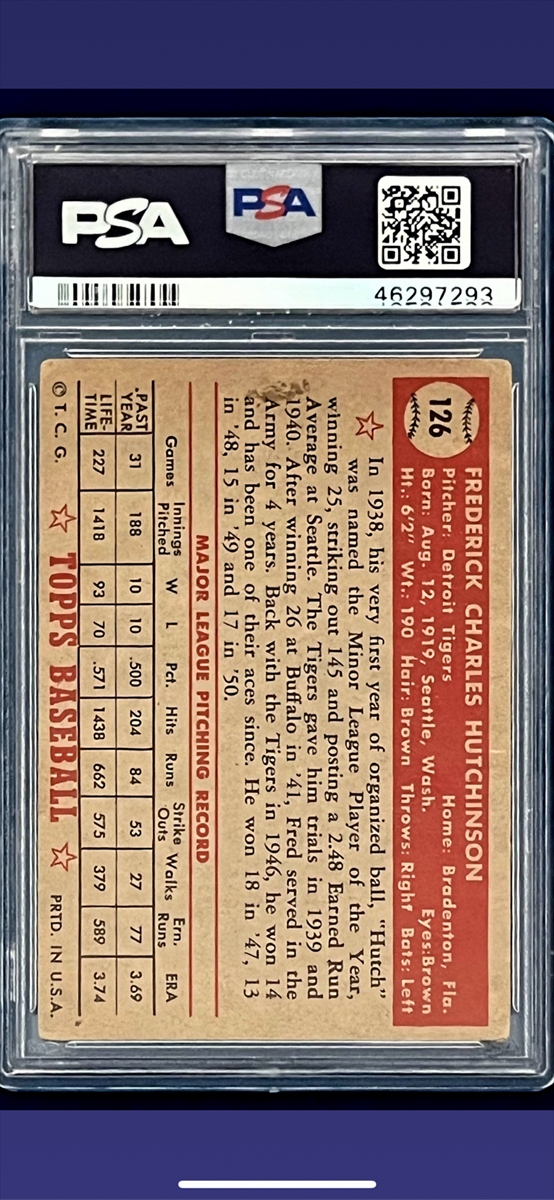 PSA
PSA
46297293
126
FREDERICK CHARLES HUTCHINSON
Pitcher: Detroit Tigers Home: Bradenton, Fla.
Born: Aug. 12, 1919, Seattle, Wash. Eyes:Brown
Ht.: 6'2" Wt.: 190 Hair: Brown Throws: Right Bats: Left
In 1938, his very first year of organized ball, "Hutch"
was named the Minor League Player of the Year,
winning 25, striking out 145 and posting a 2.48 Earned Run
Average at Seattle. The Tigers gave him trials in 1939 and
1940. After winning 26 at Buffalo in '41, Fred served in the
Army for 4 years. Back with the Tigers in 1946, he won 14
and has been one of their aces since. He won 18 in '47, 13
in '48, 15 in '49 and 17 in '50.
MAJOR LEAGUE PITCHING RECORD
Games Innings Pitched W L Pct. Hits Runs Strike Outs Walks Ern. Runs ERA
PAST YEAR 31 188 10 10 .500 204 84 53 27 77 3.69
LIFE-TIME 227 1418 93 70 .571 1438 662 575 379 589 3.74
© T. C. G. TOPPS BASEBALL PRTD. IN U.S.A.